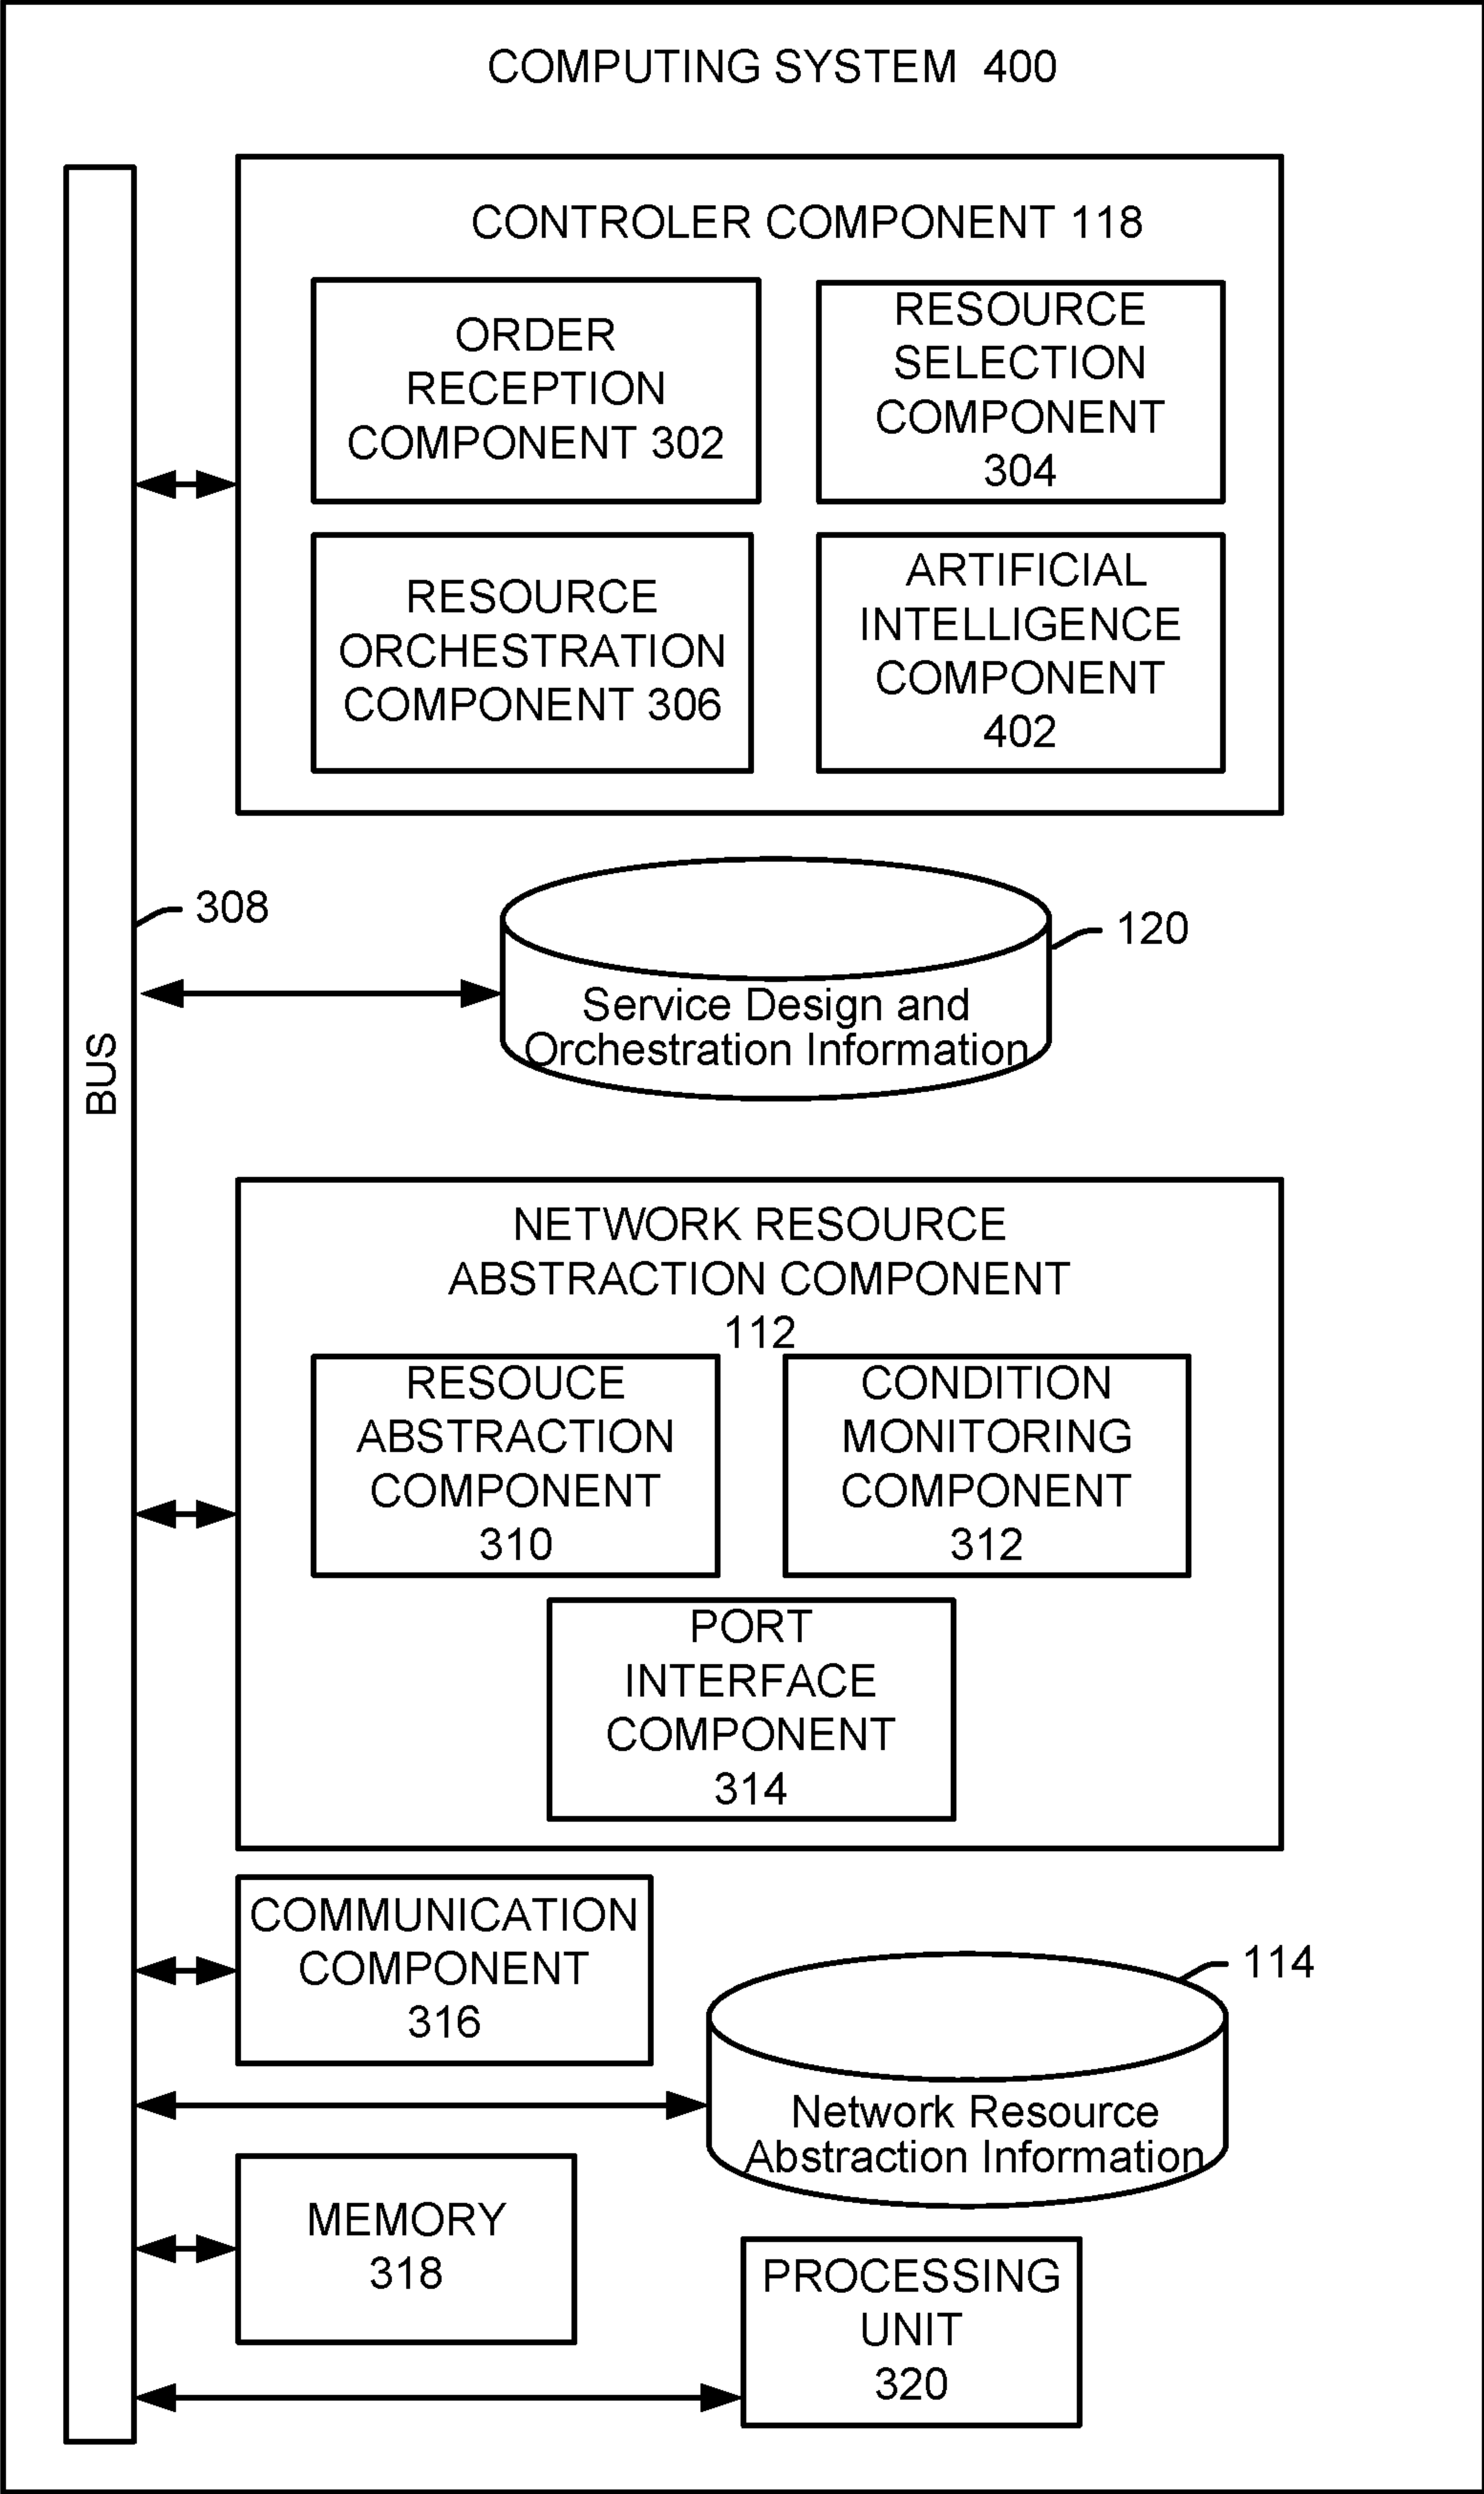 COMPUTING SYSTEM 400
CONTROLER COMPONENT 118
ORDER
RECEPTION
COMPONENT 302
RESOURCE
SELECTION
COMPONENT
304
RESOURCE
ORCHESTRATION
COMPONENT 306
ARTIFICIAL
INTELLIGENCE
COMPONENT
402
308
120
Service Design and
Orchestration Information
BUS
NETWORK RESOURCE
ABSTRACTION COMPONENT
112
RESOUCE
ABSTRACTION
COMPONENT
310
CONDITION
MONITORING
COMPONENT
312
PORT
INTERFACE
COMPONENT
314
COMMUNICATION
COMPONENT
316
114
Network Resource
Abstraction Information
MEMORY
318
PROCESSING
UNIT
320